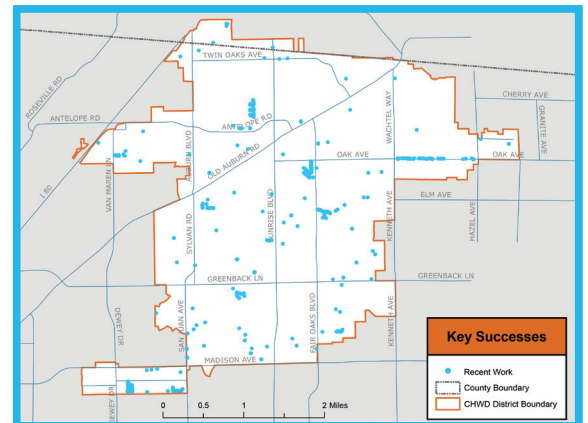 TWIN OAKS AVE
ROSEVILLE RD
CHERRY AVE
ANTELOPE RD
ANTELOPE RD
WACHTEL WAY
GRANITE AVE
I 80
AUBURN BLVD
OLD AUBURN RD
OAK AVE
OAK AVE
VAN MAREN LN
ELM AVE
SYLVAN RD
SUNRISE BLVD
KENNETH AVE
HAZEL AVE
GREENBACK LN
GREENBACK LN
DEWEY DR
SAN JUAN AVE
FAIR OAKS BLVD
KENNETH AVE
MADISON AVE
DEWEY DR
Key Successes
Recent Work
County Boundary
CHWD District Boundary
0 0.5 1 2 Miles